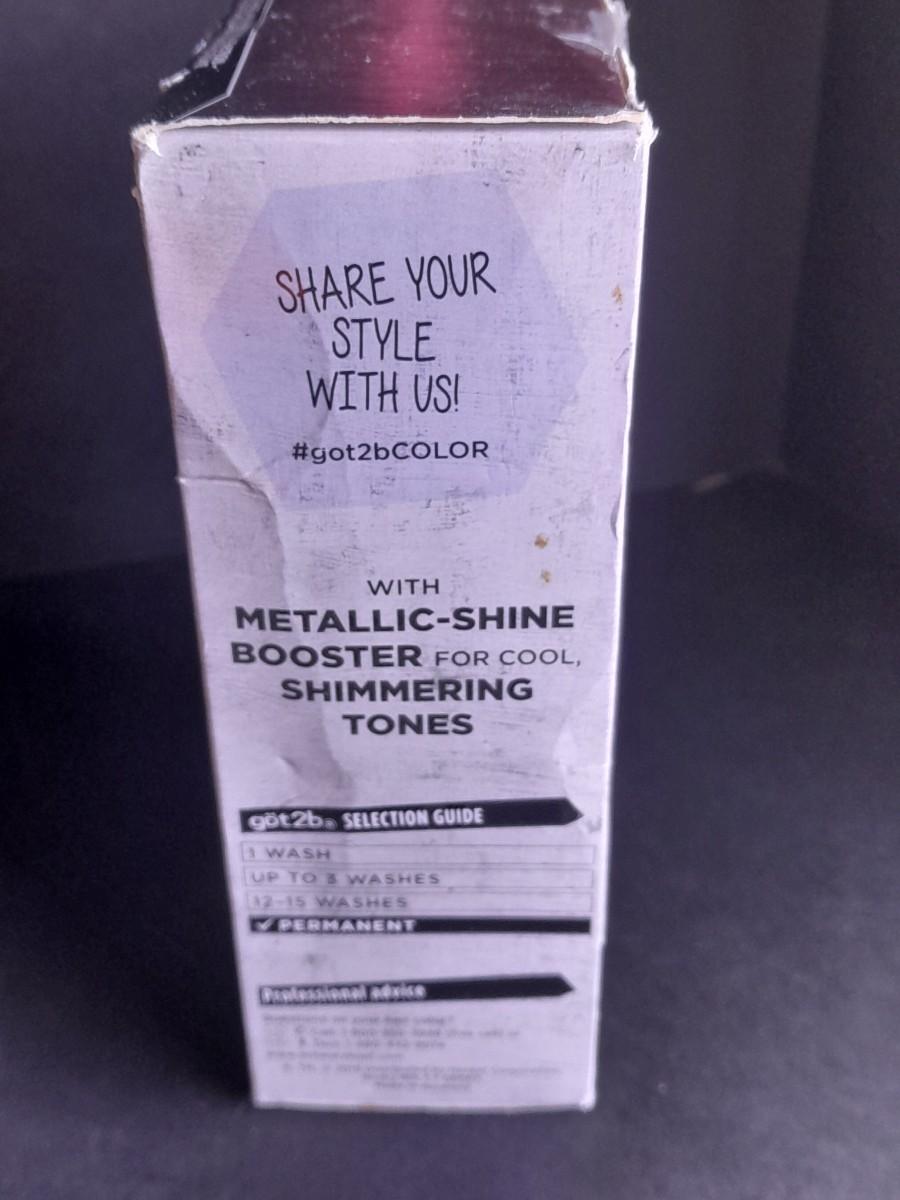 SHARE YOUR
STYLE
WITH US!
#got2bCOLOR
WITH
METALLIC-SHINE
BOOSTER FOR COOL,
SHIMMERING
TONES
göt2b® SELECTION GUIDE
1 WASH
UP TO 3 WASHES
12-15 WASHES
✓ PERMANENT
Professional advice